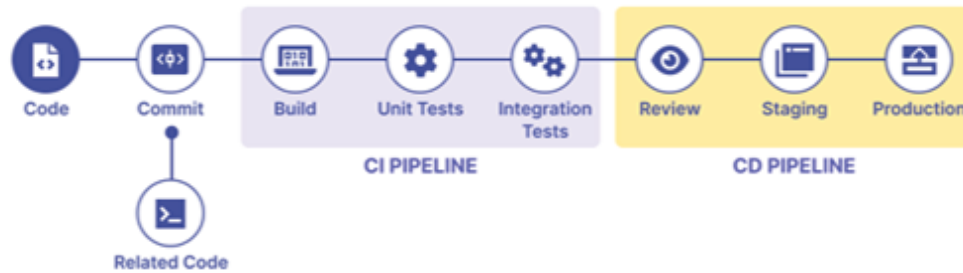 Code
Commit
Build
Unit Tests
Integration
Tests
Review
Staging
Production
CI PIPELINE
CD PIPELINE
Related Code